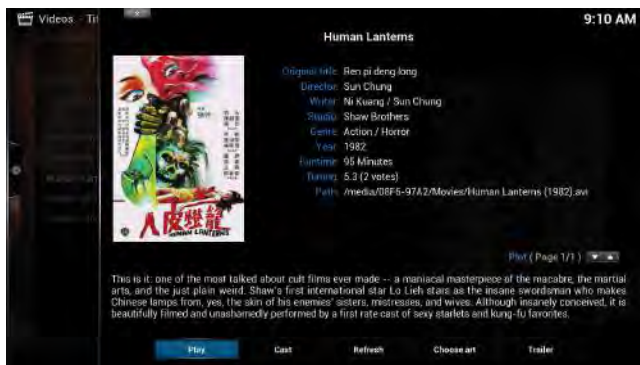 Videos - Tit
9:10 AM
Human Lanterns
Original title Ren pi deng long
Director Sun Chung
Writer Ni Kuang / Sun Chung
Studio Shaw Brothers
Genre Action / Horror
Year 1982
Runtime 95 Minutes
Rating 5.3 (2 votes)
Path /media/08F5-97A2/Movies/Human Lanterns (1982).avi
人皮燈籠
HUMAN LANTERNS
Plot ( Page 1/1 )
This is it: one of the most talked about cult films ever made -- a maniacal masterpiece of the macabre, the martial
arts, and the just plain weird. Shaw's first international star Lo Lieh stars as the insane swordsman who makes
Chinese lamps from, yes, the skin of his enemies' sisters, mistresses, and wives. Although insanely conceived, it is
beautifully filmed and unashamedly performed by a first rate cast of sexy starlets and kung-fu favorites.
Play Cast Refresh Choose art Trailer